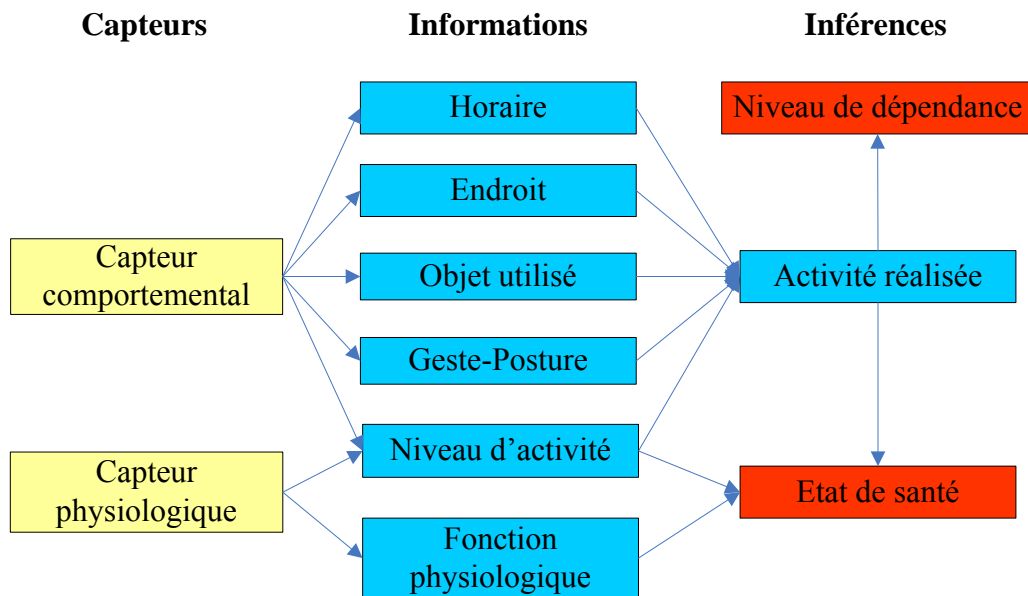 Capteurs
Informations
Inférences
Horaire
Niveau de dépendance
Endroit
Capteur
comportemental
Objet utilisé
Activité réalisée
Geste-Posture
Niveau d’activité
Capteur
physiologique
Etat de santé
Fonction
physiologique